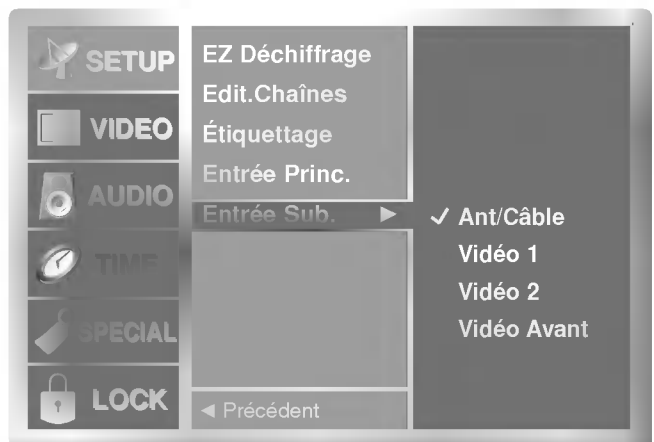 SETUP
VIDEO
AUDIO
TIME
SPECIAL
LOCK
EZ Déchiffrage
Edit.Chaînes
Étiquettage
Entrée Princ.
Entrée Sub. ►
◄ Précédent
✓ Ant/Câble
Vidéo 1
Vidéo 2
Vidéo Avant